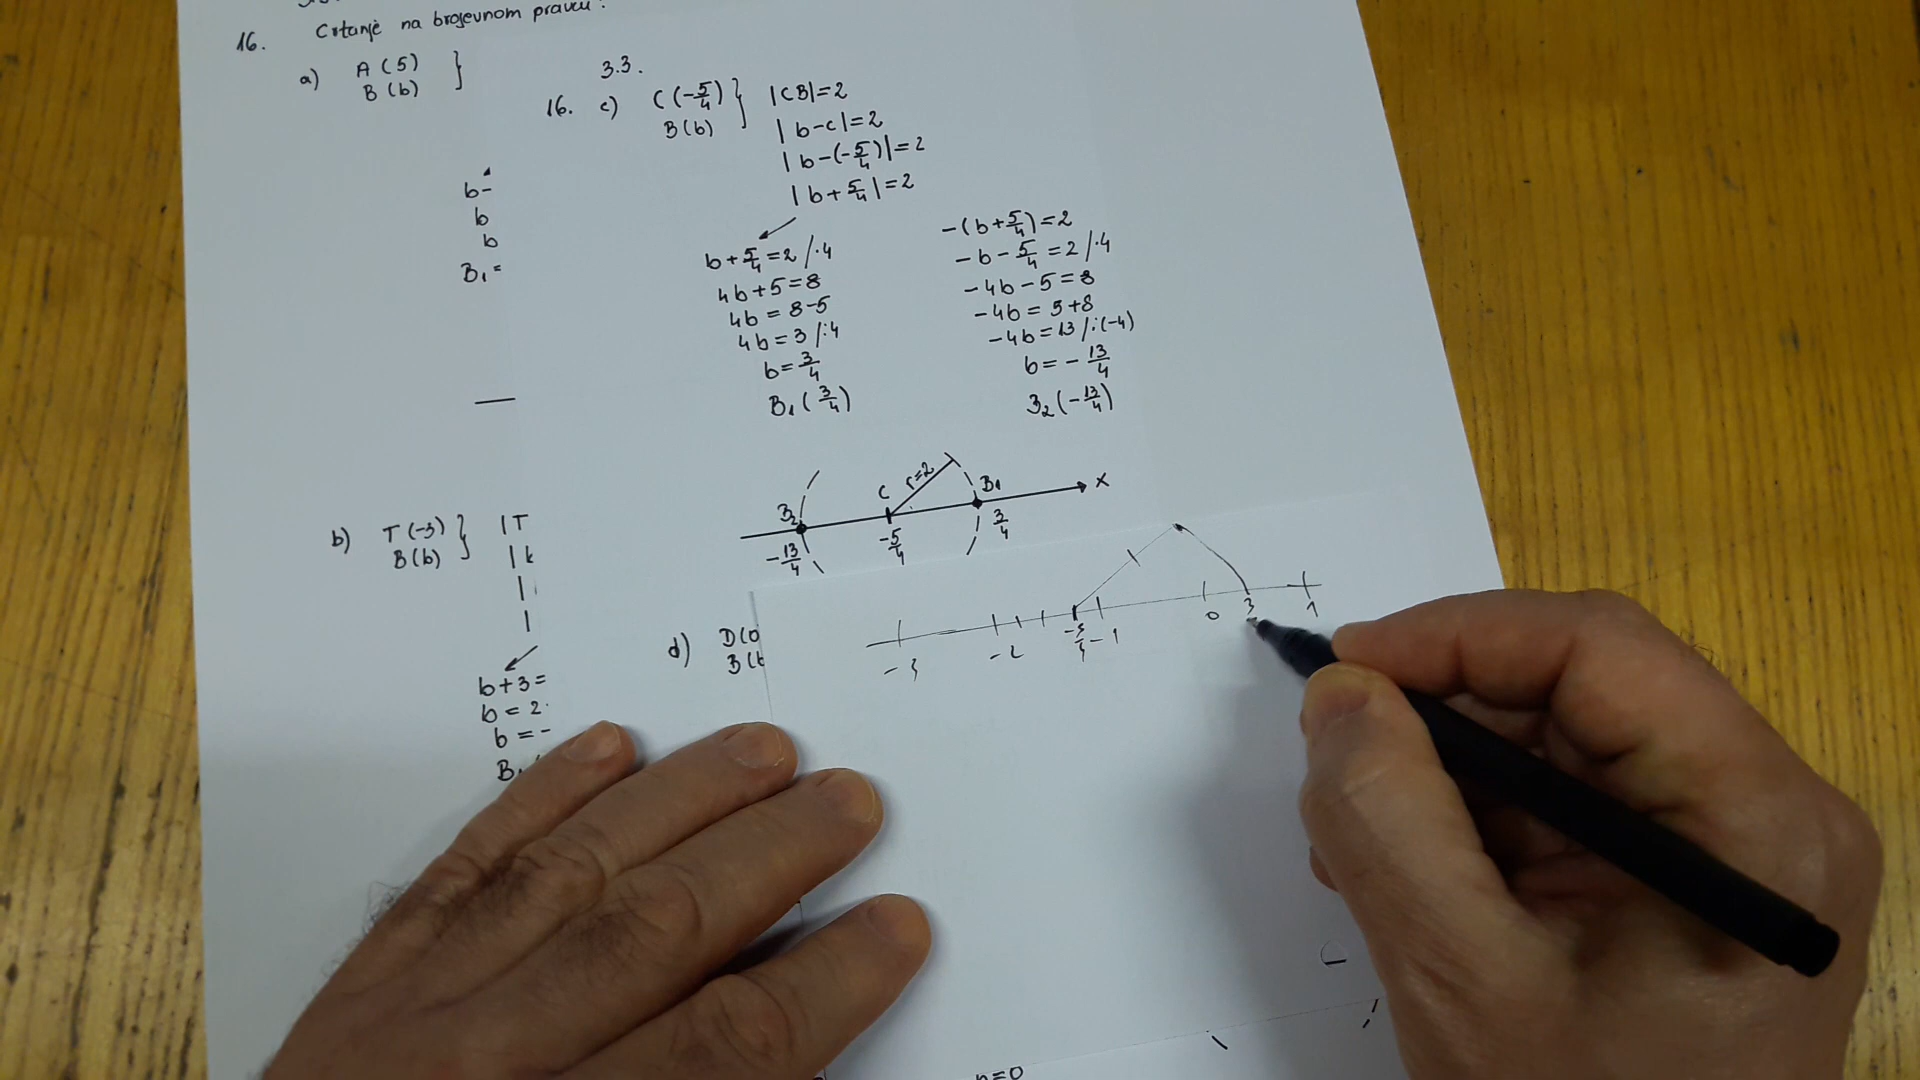 16. Crtanje na brojevnom pravcu:
a) A (5)
B (b)
b-
b
b
B₁ =
3.3.
16. c) C (-5/4)
B (b)
|CB| = 2
|b-c| = 2
|b-(-5/4)| = 2
|b+5/4| = 2
b+5/4 = 2 /·4
4b+5 = 8
4b = 8-5
4b = 3 /:4
b = 3/4
B₁ (3/4)
-(b+5/4) = 2
-b-5/4 = 2 /·4
-4b-5 = 8
-4b = 5+8
-4b = 13 /:(-4)
b = -13/4
B₂ (-13/4)
B₂ C r=2 B₁ x
-13/4 -5/4 3/4
b) T (-3)
B (b)
|T
|
|
|
b+3 =
b = 2
b = -
B₁
d) D (0
B (b
-3 -2 -5/4 -1 0 3 1
n=0